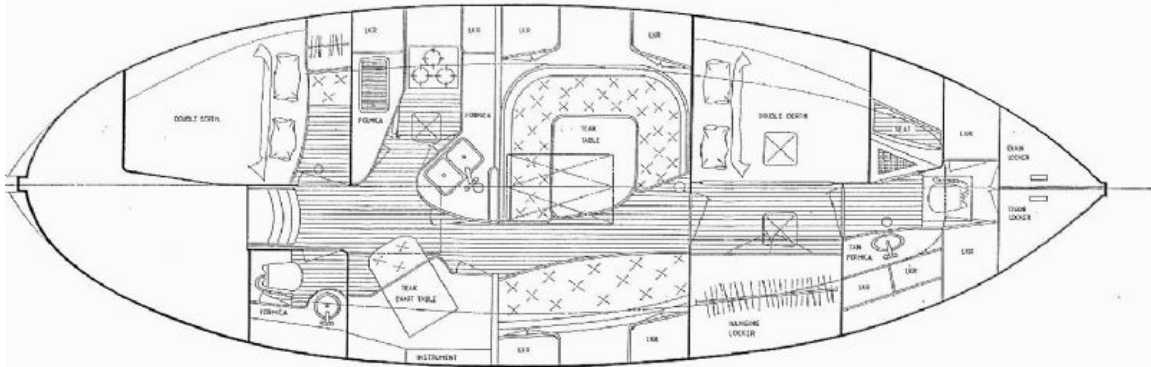 LKR
LKR
LKR
LKR
DOUBLE BERTH
FORMICA
FORMICA
TEAK
TABLE
DOUBLE BERTH
SEAT
LKR
CHAIN
LOCKER
LOCKER
TAN
FORMICA
LKR
LKR
LKR
TEAK
CHART TABLE
FORMICA
HANGING
LOCKER
INSTRUMENT
LKR
LKR